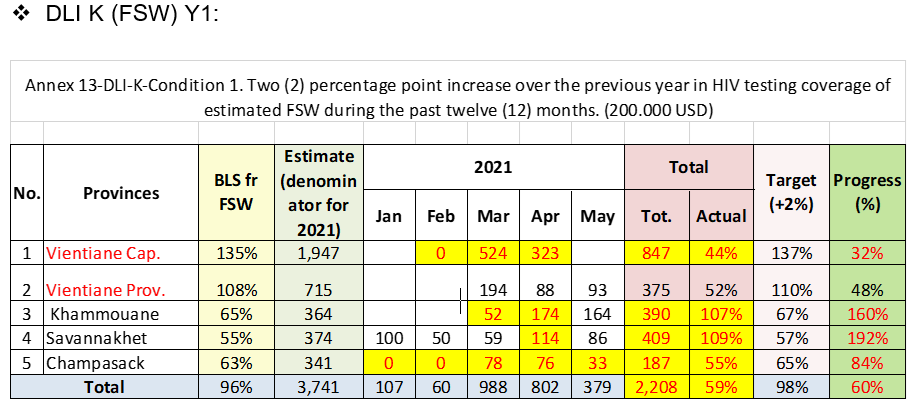 ❖ DLI K (FSW) Y1:
Annex 13-DLI-K-Condition 1. Two (2) percentage point increase over the previous year in HIV testing coverage of
estimated FSW during the past twelve (12) months. (200.000 USD)
No. Provinces BLS fr FSW Estimate (denomin ator for 2021) 2021 Total Target (+2%) Progress (%)
Jan Feb Mar Apr May Tot. Actual
1 Vientiane Cap. 135% 1,947 0 524 323 847 44% 137% 32%
2 Vientiane Prov. 108% 715 194 88 93 375 52% 110% 48%
3 Khammouane 65% 364 52 174 164 390 107% 67% 160%
4 Savannakhet 55% 374 100 50 59 114 86 409 109% 57% 192%
5 Champasack 63% 341 0 0 78 76 33 187 55% 65% 84%
Total 96% 3,741 107 60 988 802 379 2,208 59% 98% 60%